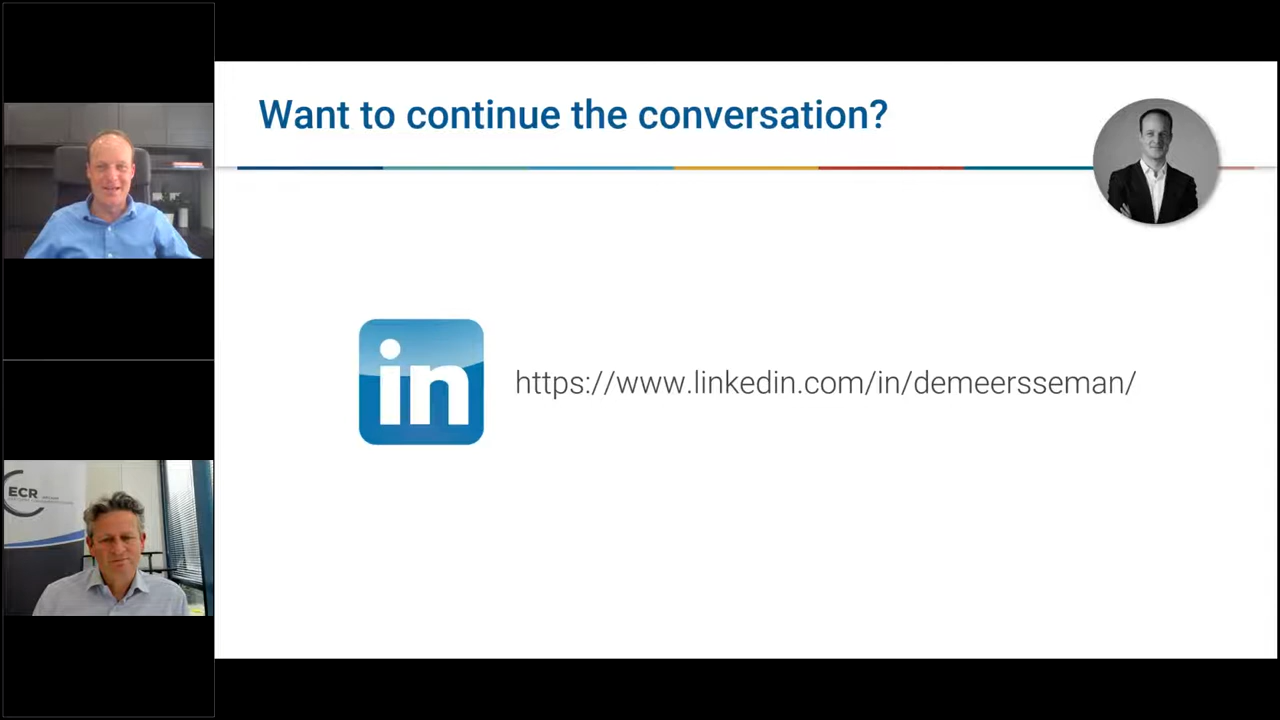 Want to continue the conversation?
in
https://www.linkedin.com/in/demeersseman/
ECR